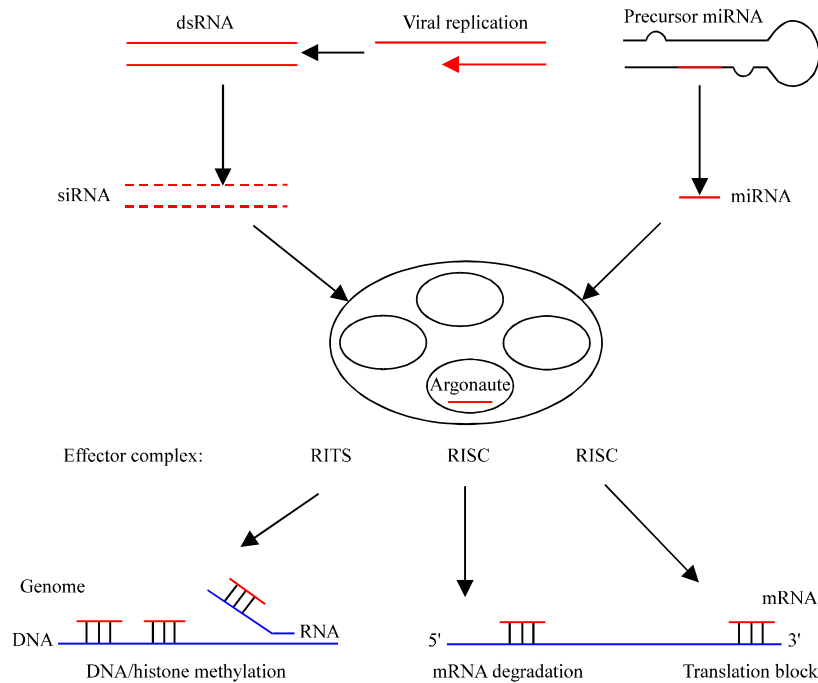 dsRNA
Viral replication
Precursor miRNA
siRNA
miRNA
Argonaute
Effector complex:
RITS
RISC
RISC
Genome
mRNA
DNA
RNA
5'
3'
DNA/histone methylation
mRNA degradation
Translation block